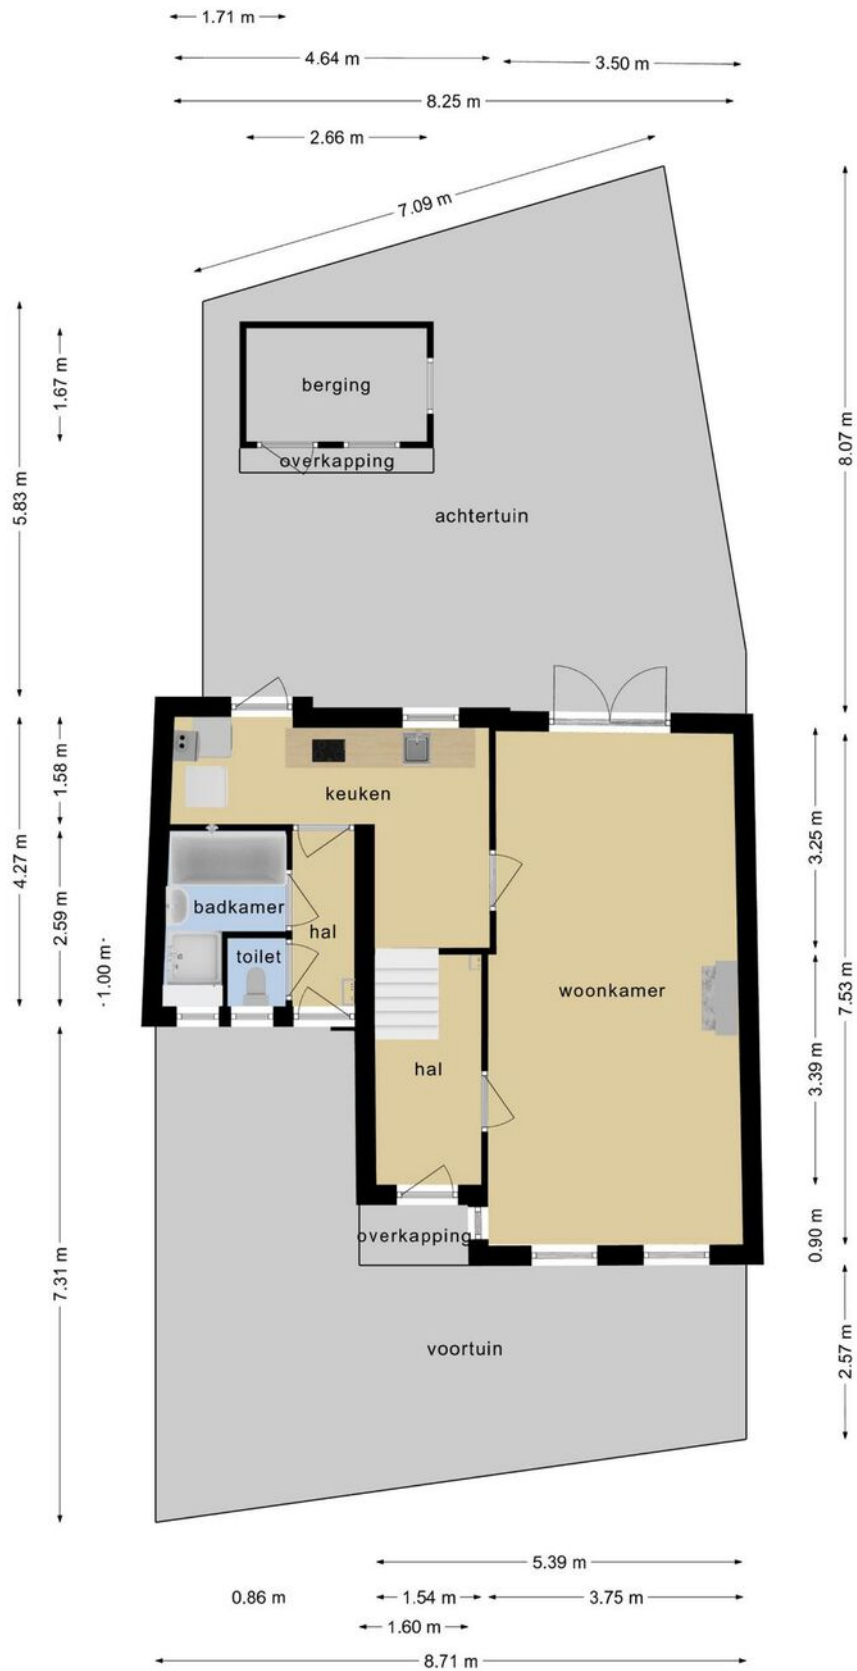 1.71 m
4.64 m
3.50 m
8.25 m
2.66 m
7.09 m
1.67 m
5.83 m
8.07 m
berging
overkapping
achtertuin
1.58 m
4.27 m
2.59 m
1.00 m
keuken
badkamer
hal
toilet
woonkamer
hal
3.25 m
7.53 m
3.39 m
0.90 m
overkapping
7.31 m
voortuin
2.57 m
5.39 m
0.86 m
1.54 m
3.75 m
1.60 m
8.71 m